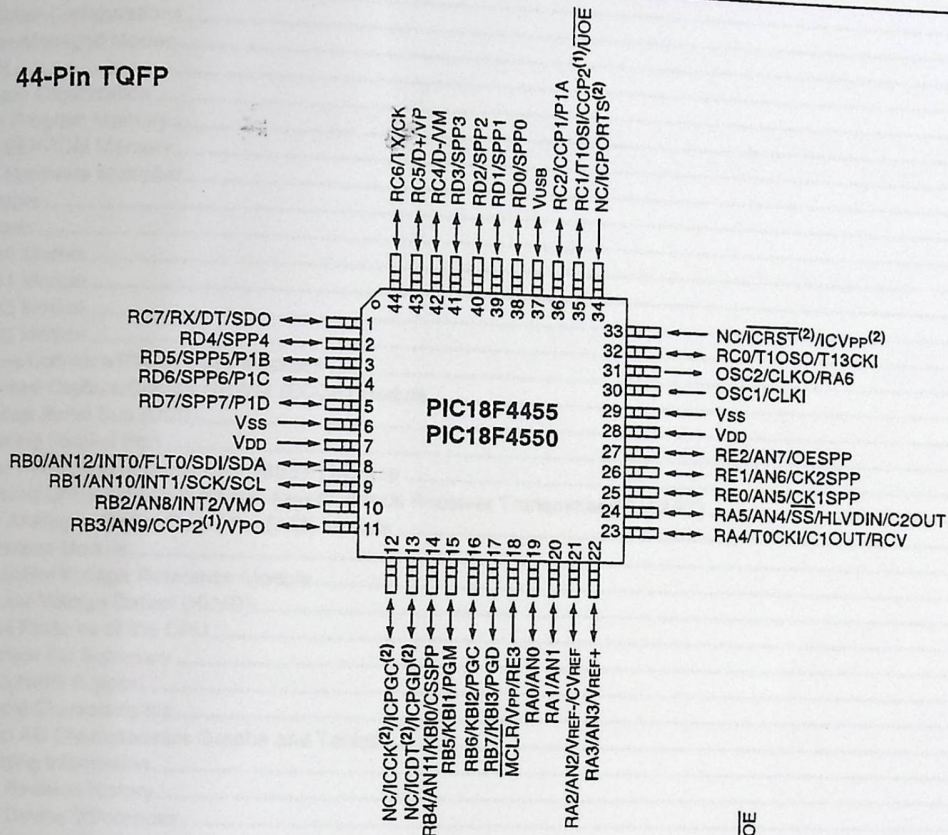 44-Pin TQFP
RC6/TX/CK
RC5/D+/VP
RC4/D-/VM
RD3/SPP3
RD2/SPP2
RD1/SPP1
RD0/SPP0
VUSB
RC2/CCP1/P1A
RC1/T1OSI/CCP2(1)/UOE
NC/ICPORTS(2)
44 43 42 41 40 39 38 37 36 35 34
RC7/RX/DT/SDO 1
RD4/SPP4 2
RD5/SPP5/P1B 3
RD6/SPP6/P1C 4
RD7/SPP7/P1D 5
VSS 6
VDD 7
RB0/AN12/INT0/FLT0/SDI/SDA 8
RB1/AN10/INT1/SCK/SCL 9
RB2/AN8/INT2/VMO 10
RB3/AN9/CCP2(1)/VPO 11
PIC18F4455
PIC18F4550
33 NC/ICRST(2)/ICVPP(2)
32 RC0/T1OSO/T13CKI
31 OSC2/CLKO/RA6
30 OSC1/CLKI
29 VSS
28 VDD
27 RE2/AN7/OESPP
26 RE1/AN6/CK2SPP
25 RE0/AN5/CK1SPP
24 RA5/AN4/SS/HLVDIN/C2OUT
23 RA4/T0CKI/C1OUT/RCV
12 13 14 15 16 17 18 19 20 21 22
NC/ICCK(2)/ICPGC(2)
NC/ICDT(2)/ICPGD(2)
RB4/AN11/KBI0/CSSPP
RB5/KBI1/PGM
RB6/KBI2/PGC
RB7/KBI3/PGD
MCLR/VPP/RE3
RA0/AN0
RA1/AN1
RA2/AN2/VREF-/CVREF
RA3/AN3/VREF+
OE